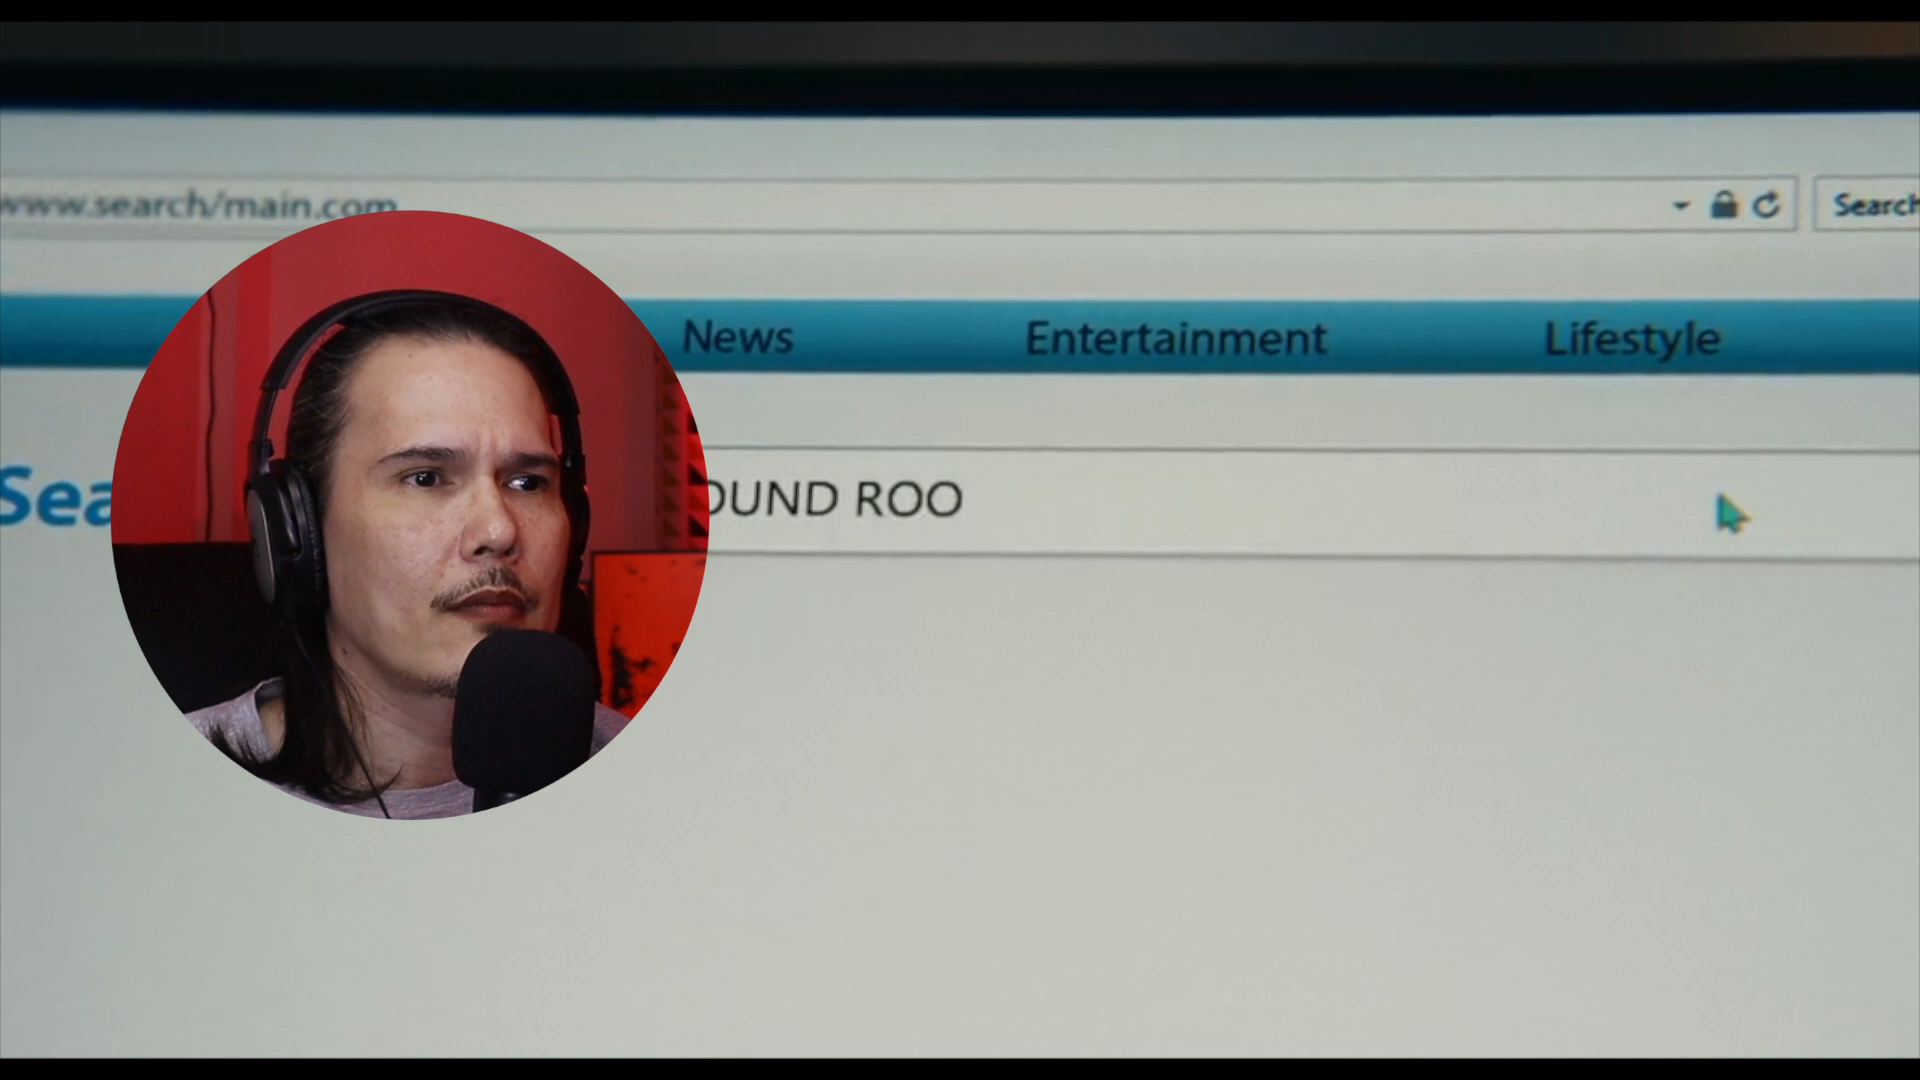 www.search/main.com
Search
News Entertainment Lifestyle
Sea
OUND ROO